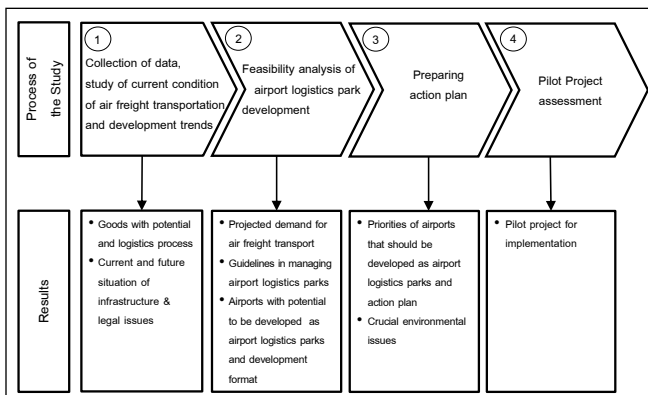 Process of
the Study
1
Collection of data,
study of current condition
of air freight transportation
and development trends
2
Feasibility analysis of
airport logistics park
development
3
Preparing
action plan
4
Pilot Project
assessment
Results
• Goods with potential
and logistics process
• Current and future
situation of
infrastructure &
legal issues
• Projected demand for
air freight transport
• Guidelines in managing
airport logistics parks
• Airports with potential
to be developed as
airport logistics parks
and development
format
• Priorities of airports
that should be
developed as airport
logistics parks and
action plan
• Crucial environmental
issues
• Pilot project for
implementation